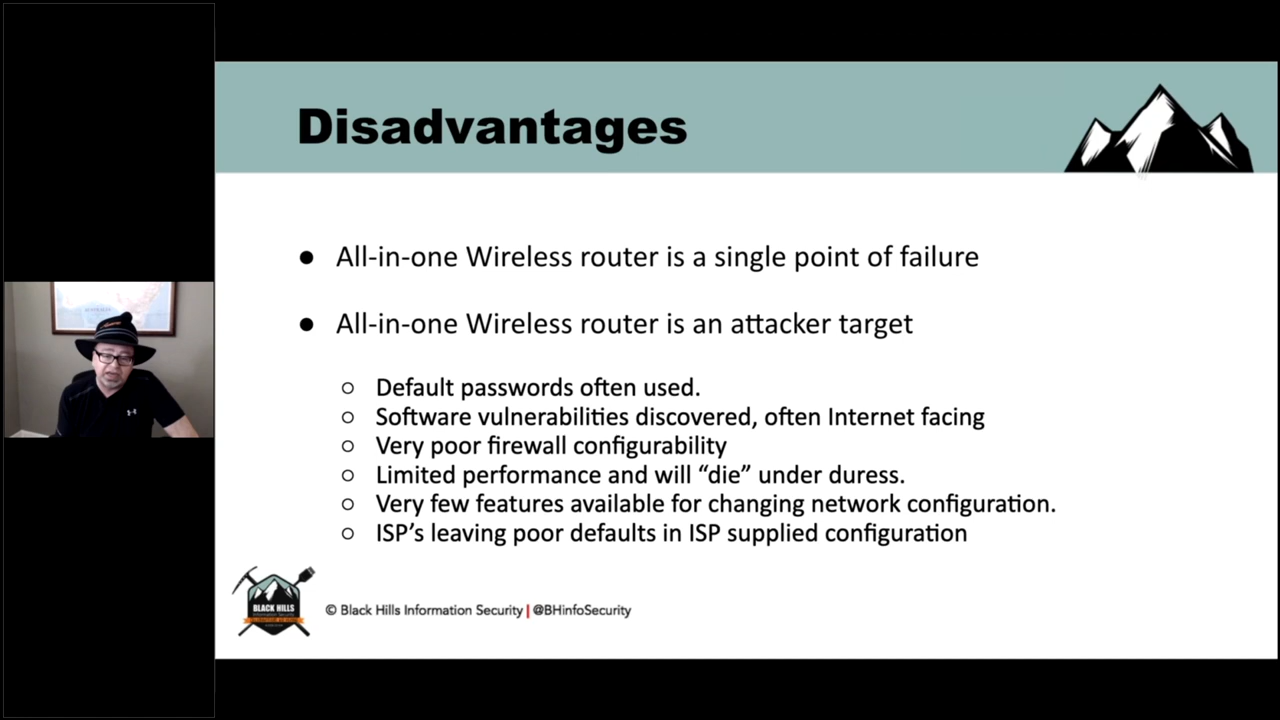 Disadvantages
● All-in-one Wireless router is a single point of failure
● All-in-one Wireless router is an attacker target
○ Default passwords often used.
○ Software vulnerabilities discovered, often Internet facing
○ Very poor firewall configurability
○ Limited performance and will “die” under duress.
○ Very few features available for changing network configuration.
○ ISP’s leaving poor defaults in ISP supplied configuration
BLACK HILLS
Information Security
© Black Hills Information Security | @BHinfoSecurity